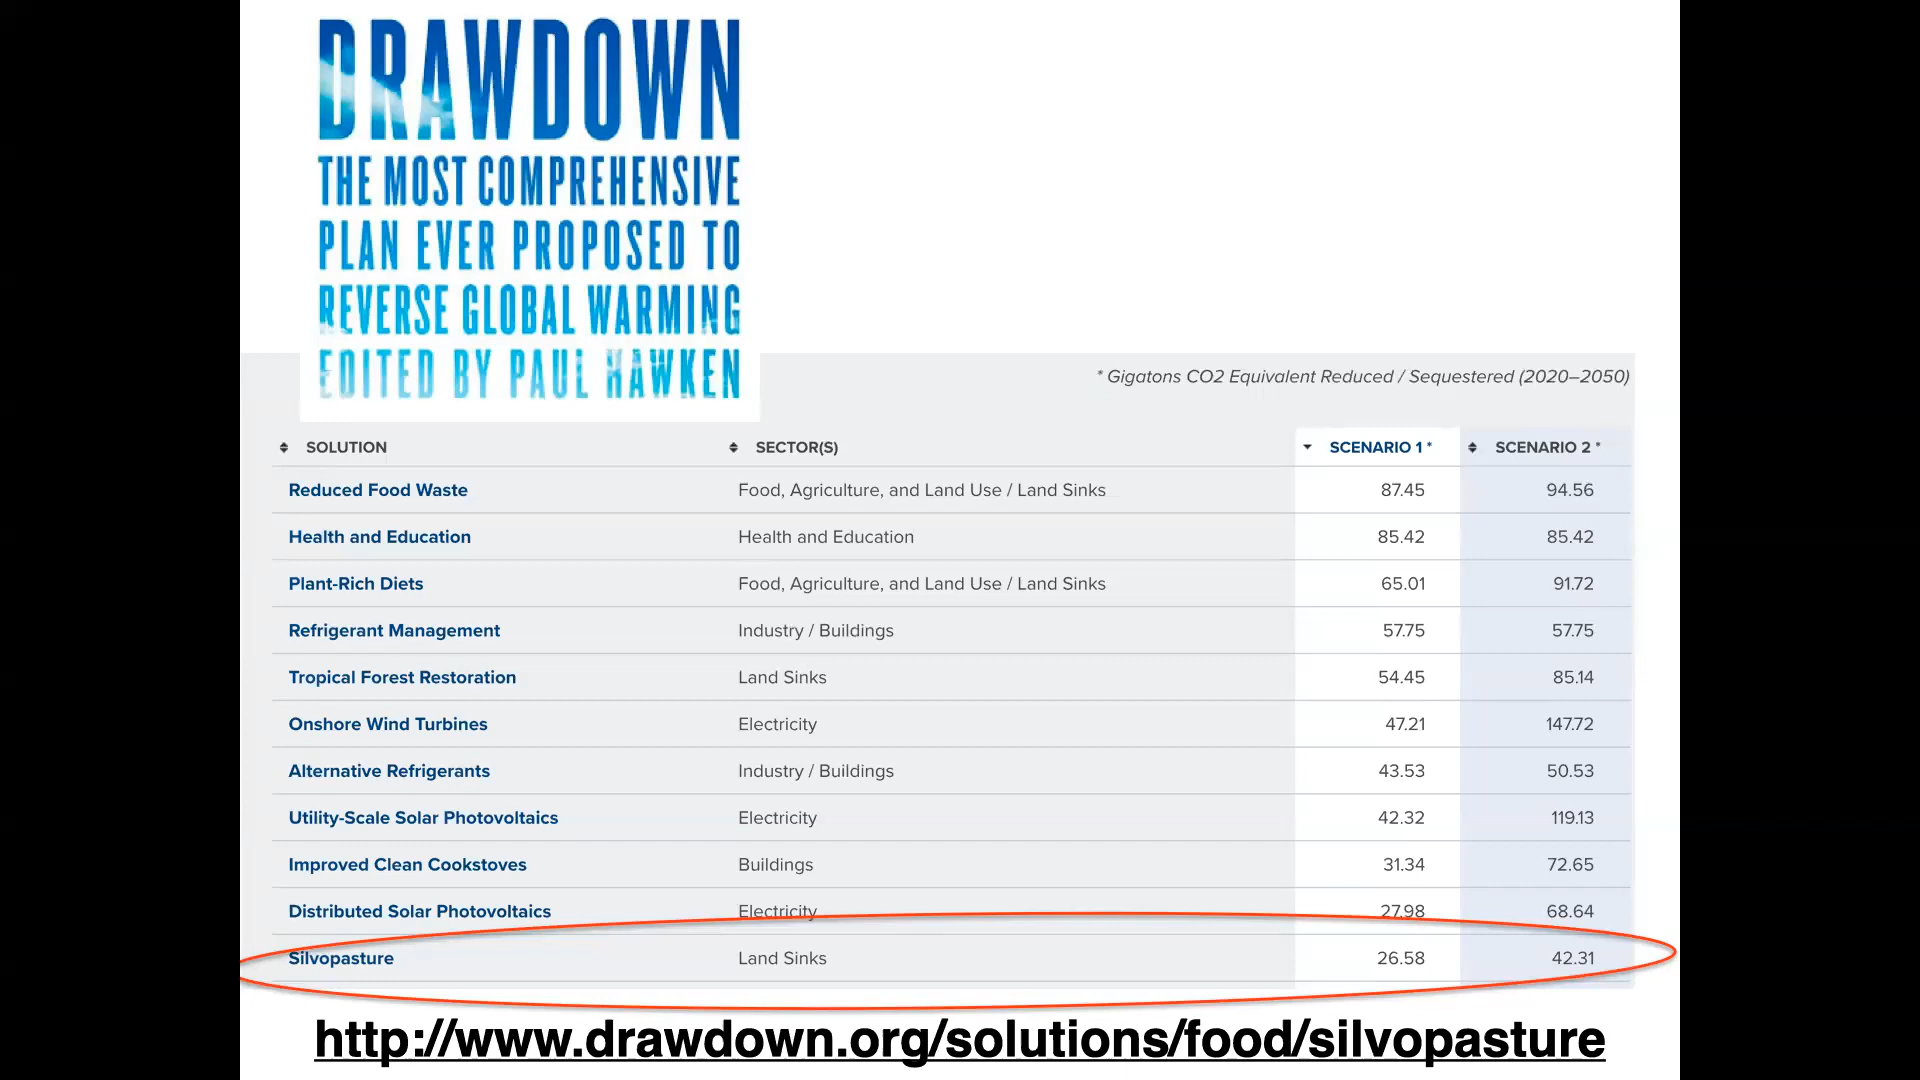 DRAWDOWN
THE MOST COMPREHENSIVE
PLAN EVER PROPOSED TO
REVERSE GLOBAL WARMING
EDITED BY PAUL HAWKEN
* Gigatons CO2 Equivalent Reduced / Sequestered (2020–2050)
SOLUTION SECTOR(S) SCENARIO 1 * SCENARIO 2 *
Reduced Food Waste Food, Agriculture, and Land Use / Land Sinks 87.45 94.56
Health and Education Health and Education 85.42 85.42
Plant-Rich Diets Food, Agriculture, and Land Use / Land Sinks 65.01 91.72
Refrigerant Management Industry / Buildings 57.75 57.75
Tropical Forest Restoration Land Sinks 54.45 85.14
Onshore Wind Turbines Electricity 47.21 147.72
Alternative Refrigerants Industry / Buildings 43.53 50.53
Utility-Scale Solar Photovoltaics Electricity 42.32 119.13
Improved Clean Cookstoves Buildings 31.34 72.65
Distributed Solar Photovoltaics Electricity 27.98 68.64
Silvopasture Land Sinks 26.58 42.31
http://www.drawdown.org/solutions/food/silvopasture